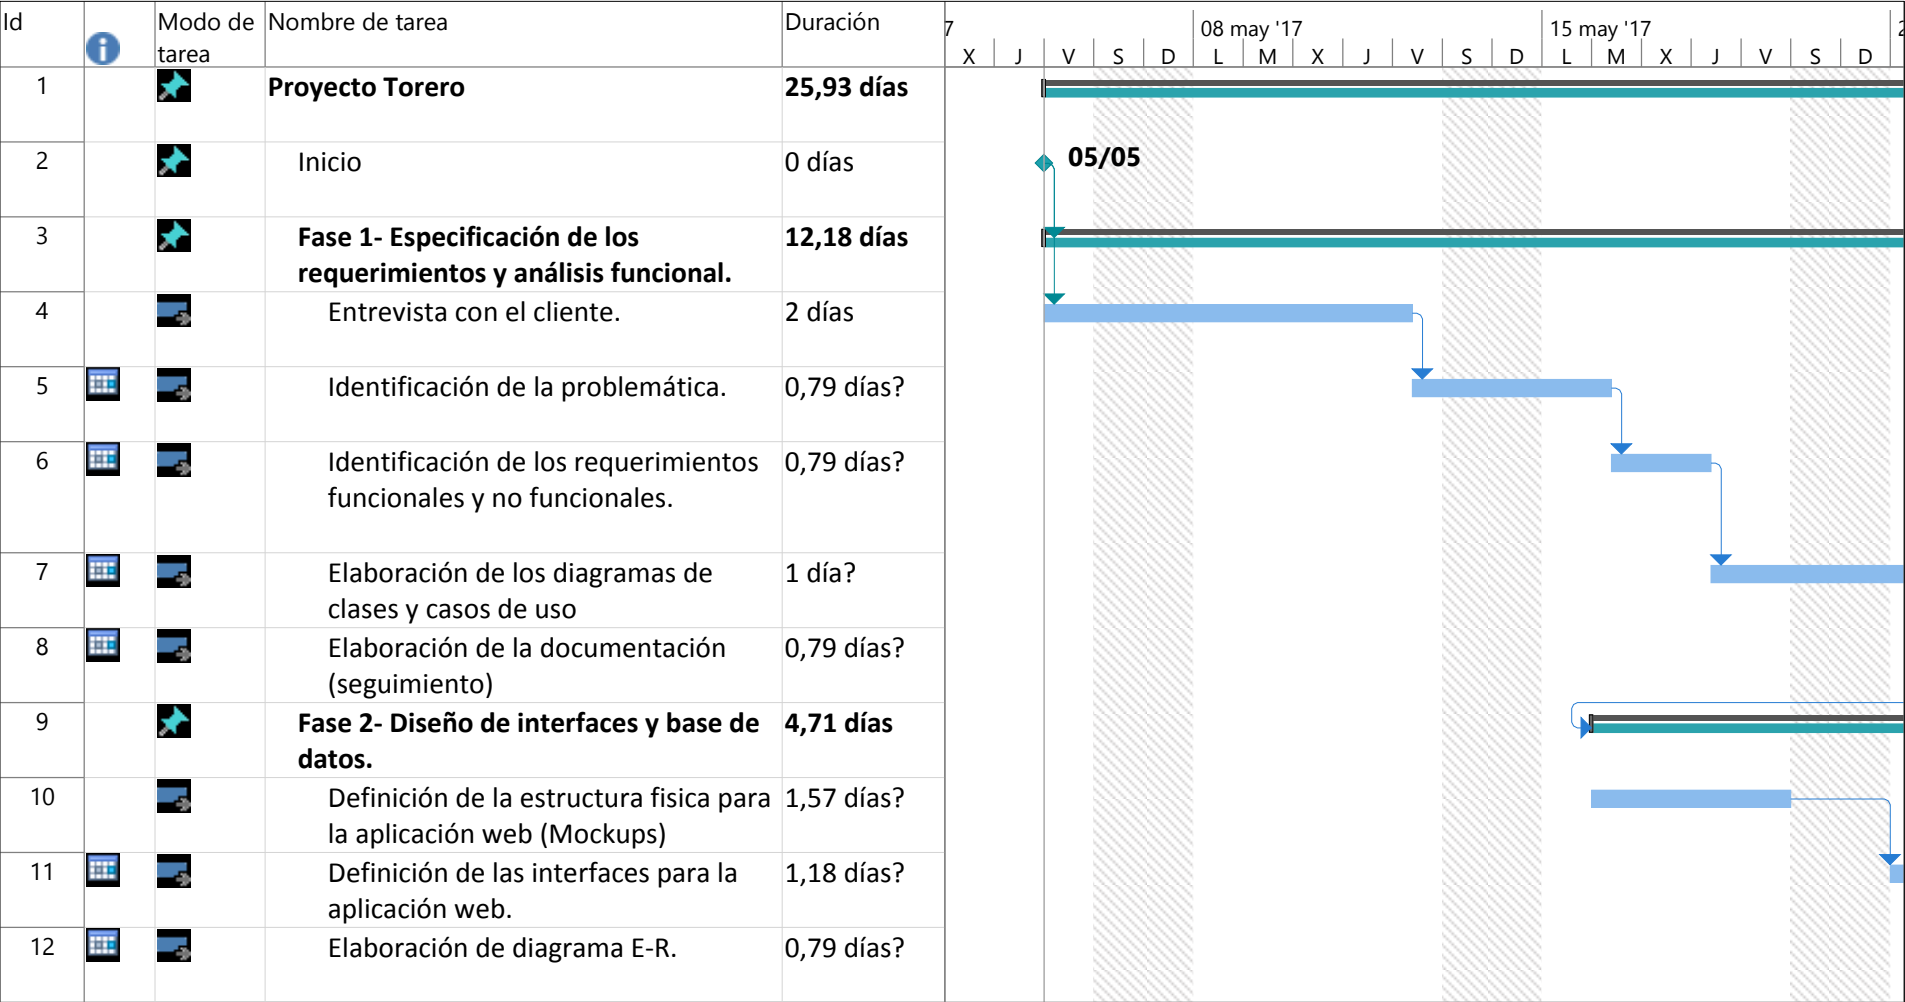 Id
Modo de tarea
Nombre de tarea
Duración
7
08 may '17
15 may '17
2
X J V S D L M X J V S D L M X J V S D
1 Proyecto Torero 25,93 días
2 Inicio 0 días
05/05
3 Fase 1- Especificación de los
requerimientos y análisis funcional.
12,18 días
4 Entrevista con el cliente. 2 días
5 Identificación de la problemática. 0,79 días?
6 Identificación de los requerimientos
funcionales y no funcionales.
0,79 días?
7 Elaboración de los diagramas de
clases y casos de uso
1 día?
8 Elaboración de la documentación
(seguimiento)
0,79 días?
9 Fase 2- Diseño de interfaces y base de
datos.
4,71 días
10 Definición de la estructura fisica para
la aplicación web (Mockups)
1,57 días?
11 Definición de las interfaces para la
aplicación web.
1,18 días?
12 Elaboración de diagrama E-R. 0,79 días?